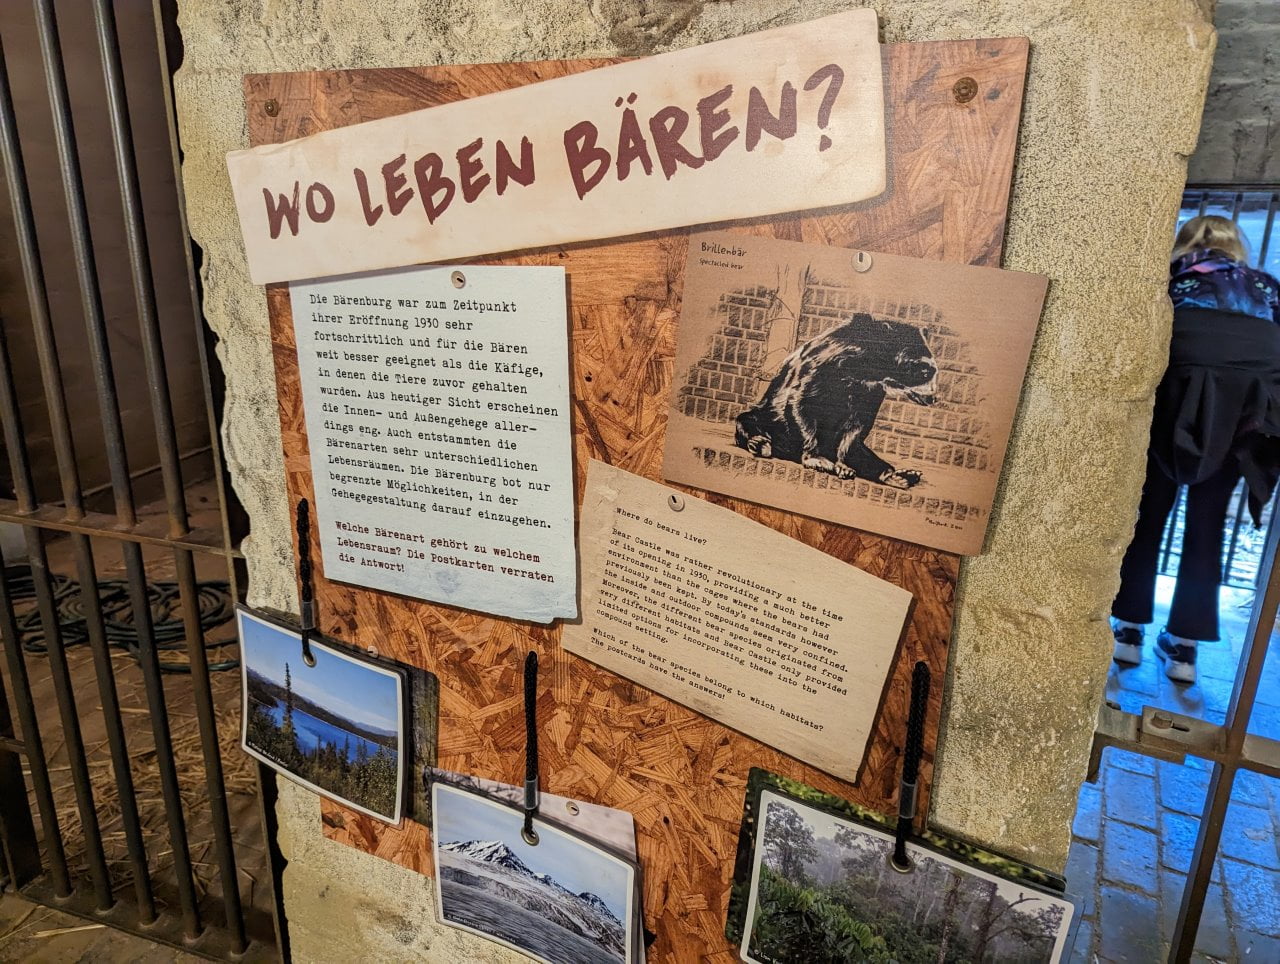 WO LEBEN BÄREN?
Die Bärenburg war zum Zeitpunkt
ihrer Eröffnung 1930 sehr
fortschrittlich und für die Bären
weit besser geeignet als die Käfige,
in denen die Tiere zuvor gehalten
wurden. Aus heutiger Sicht erscheinen
die Innen- und Außengehege aller-
dings eng. Auch entstammten die
Bärenarten sehr unterschiedlichen
Lebensräumen. Die Bärenburg bot nur
begrenzte Möglichkeiten, in der
Gehegegestaltung darauf einzugehen.
Welche Bärenart gehört zu welchem
Lebensraum? Die Postkarten verraten
die Antwort!
Brillenbär
Spectacled bear
Where do bears live?
Bear Castle was rather revolutionary at the time
of its opening in 1930, providing a much better
environment than the cages where the bears had
previously been kept. By today's standards however
the inside and outdoor compounds seem very confined.
Moreover, the different bear species originated from
very different habitats and Bear Castle only provided
limited options for incorporating these into the
compound setting.
Which of the bear species belong to which habitats?
The postcards have the answers!